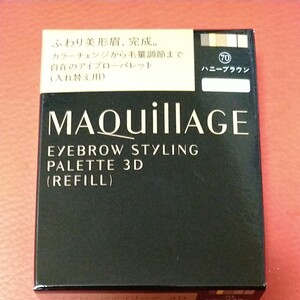 ふわり美形眉、完成。
カラーチェンジから毛量調節まで
自在のアイブローパレット
(入れ替え用)
70
ハニーブラウン
MAQuillAGE
EYEBROW STYLING
PALETTE 3D
(REFILL)